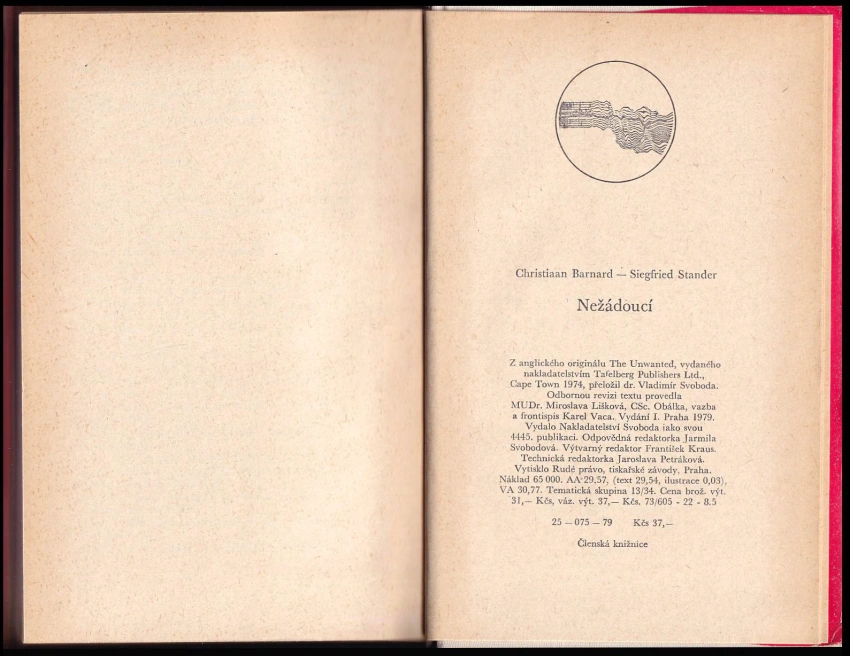 Christiaan Barnard — Siegfried Stander
Nežádoucí
Z anglického originálu The Unwanted, vydaného
nakladatelstvím Tafelberg Publishers Ltd.,
Cape Town 1974, přeložil dr. Vladimír Svoboda.
Odbornou revizi textu provedla
MUDr. Miroslava Lišková, CSc. Obálka, vazba
a frontispis Karel Vaca. Vydání I. Praha 1979.
Vydalo Nakladatelství Svoboda jako svou
4445. publikaci. Odpovědná redaktorka Jarmila
Svobodová. Výtvarný redaktor František Kraus.
Technická redaktorka Jaroslava Petráková.
Vytisklo Rudé právo, tiskařské závody, Praha.
Náklad 65 000. AA 29,57, (text 29,54, ilustrace 0,03),
VA 30,77. Tematická skupina 13/34. Cena brož. výt.
31,— Kčs, váz. výt. 37,— Kčs. 73/605 - 22 - 8.5
25 — 075 — 79 Kčs 37,—
Členská knižnice